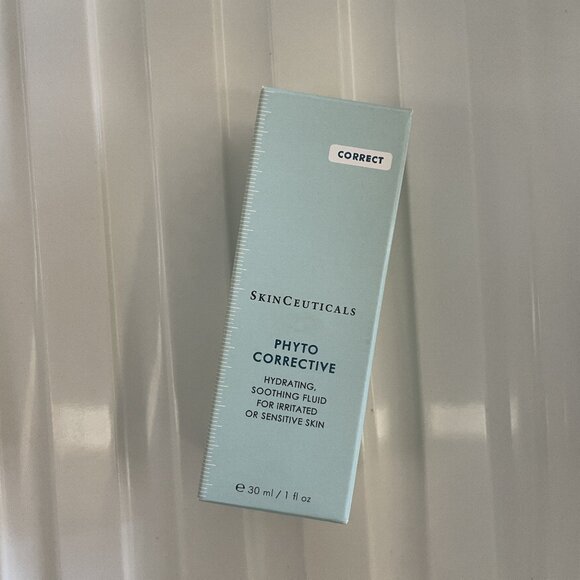 CORRECT
SKINCEUTICALS
PHYTO
CORRECTIVE
HYDRATING,
SOOTHING FLUID
FOR IRRITATED
OR SENSITIVE SKIN
℮ 30 ml / 1 fl oz